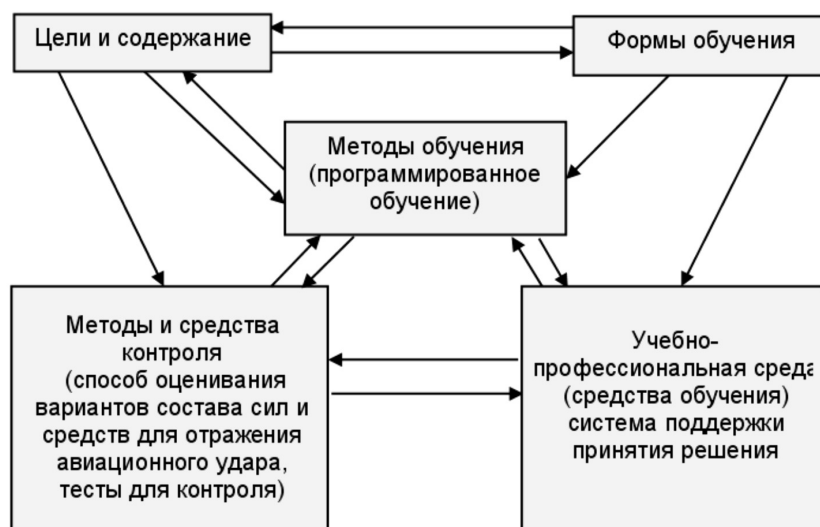 Цели и содержание
Формы обучения
Методы обучения
(программированное
обучение)
Методы и средства
контроля
(способ оценивания
вариантов состава сил и
средств для отражения
авиационного удара,
тесты для контроля)
Учебно-
профессиональная среда
(средства обучения)
система поддержки
принятия решения